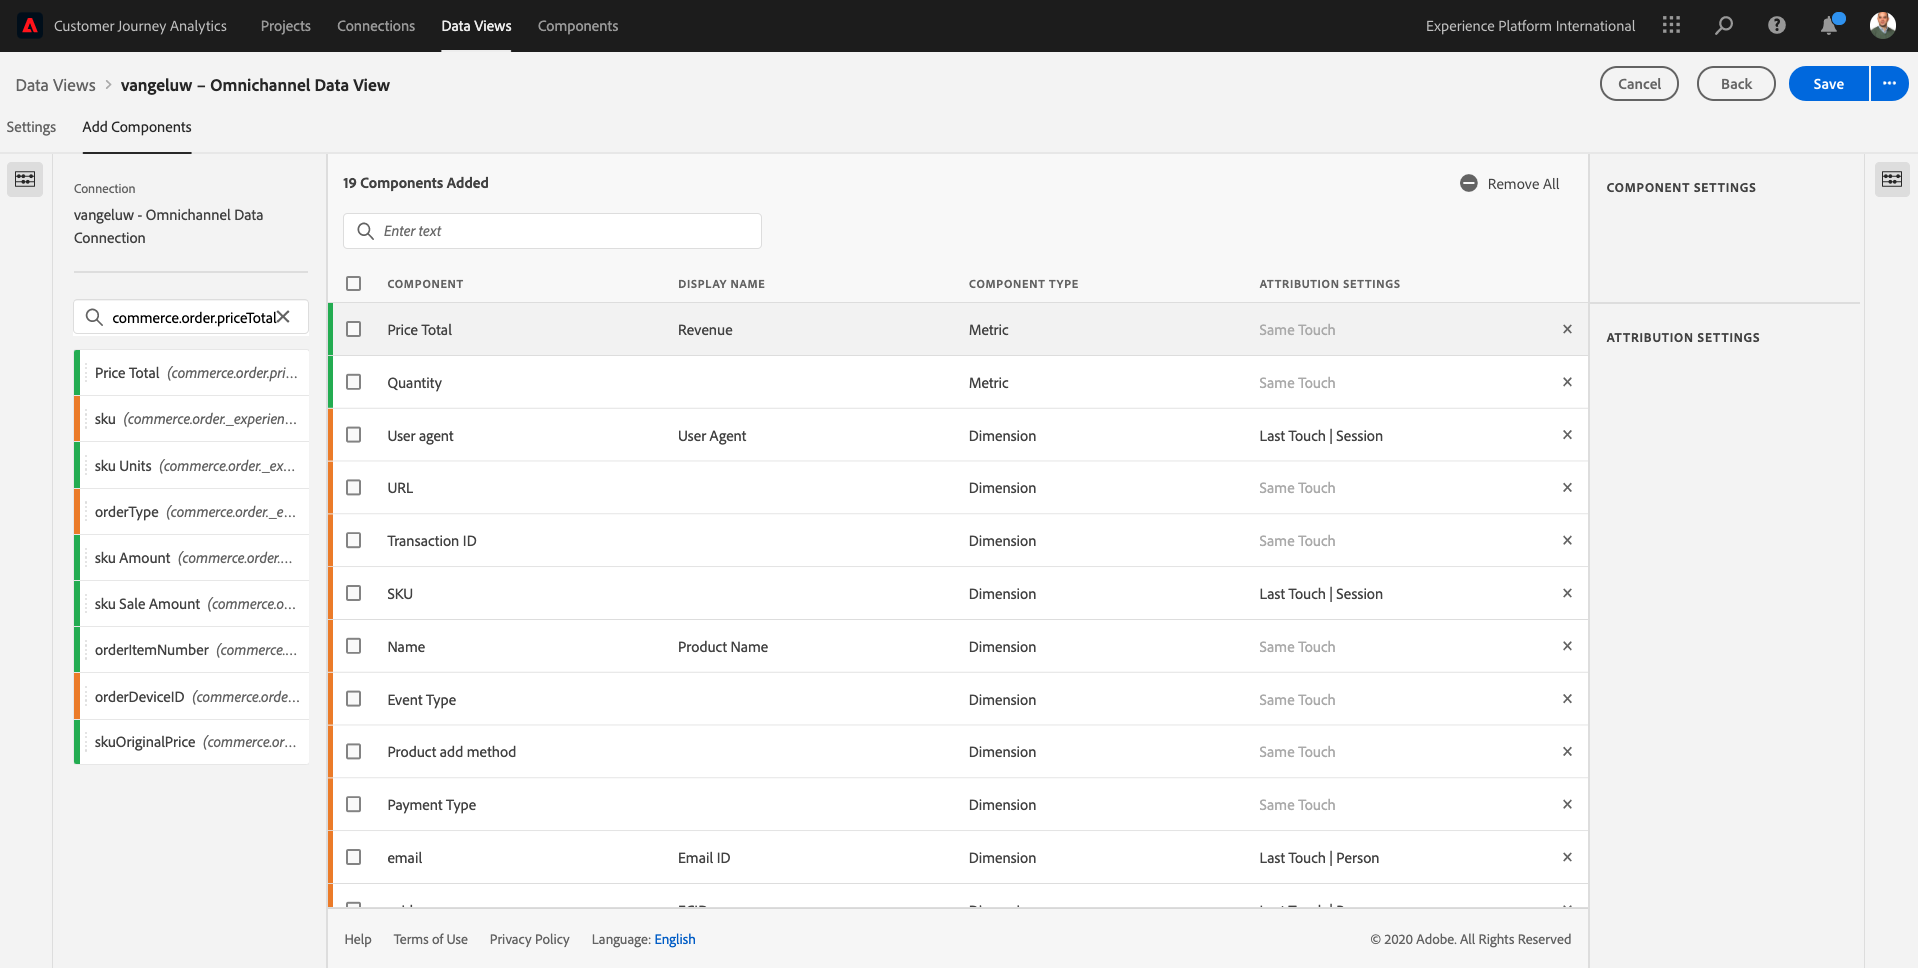 Customer Journey Analytics Projects Connections Data Views Components Experience Platform International
Data Views > vangeluw – Omnichannel Data View Cancel Back Save ···
Settings Add Components
Connection
vangeluw - Omnichannel Data
Connection
commerce.order.priceTotal
Price Total (commerce.order.pri...
sku (commerce.order._experien...
sku Units (commerce.order._ex...
orderType (commerce.order._e...
sku Amount (commerce.order....
sku Sale Amount (commerce.o...
orderItemNumber (commerce....
orderDeviceID (commerce.orde...
skuOriginalPrice (commerce.or...
19 Components Added Remove All
Enter text
COMPONENT DISPLAY NAME COMPONENT TYPE ATTRIBUTION SETTINGS
Price Total Revenue Metric Same Touch
Quantity Metric Same Touch
User agent User Agent Dimension Last Touch | Session
URL Dimension Same Touch
Transaction ID Dimension Same Touch
SKU Dimension Last Touch | Session
Name Product Name Dimension Same Touch
Event Type Dimension Same Touch
Product add method Dimension Same Touch
Payment Type Dimension Same Touch
email Email ID Dimension Last Touch | Person
Help Terms of Use Privacy Policy Language: English © 2020 Adobe. All Rights Reserved
COMPONENT SETTINGS
ATTRIBUTION SETTINGS